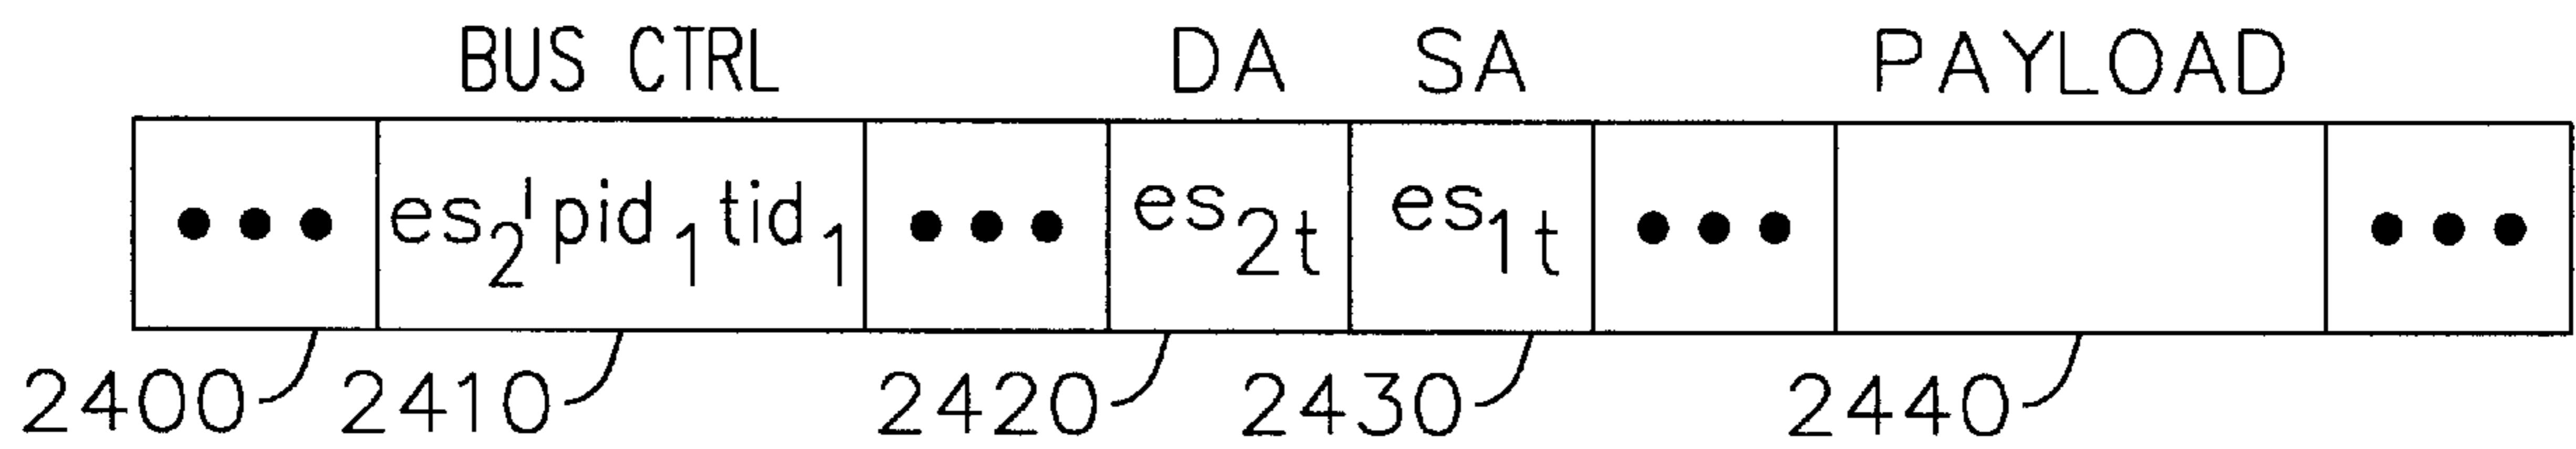 BUS CTRL DA SA PAYLOAD
••• es₂'pid₁tid₁ ••• es₂ₜ es₁ₜ ••• •••
2400 2410 2420 2430 2440